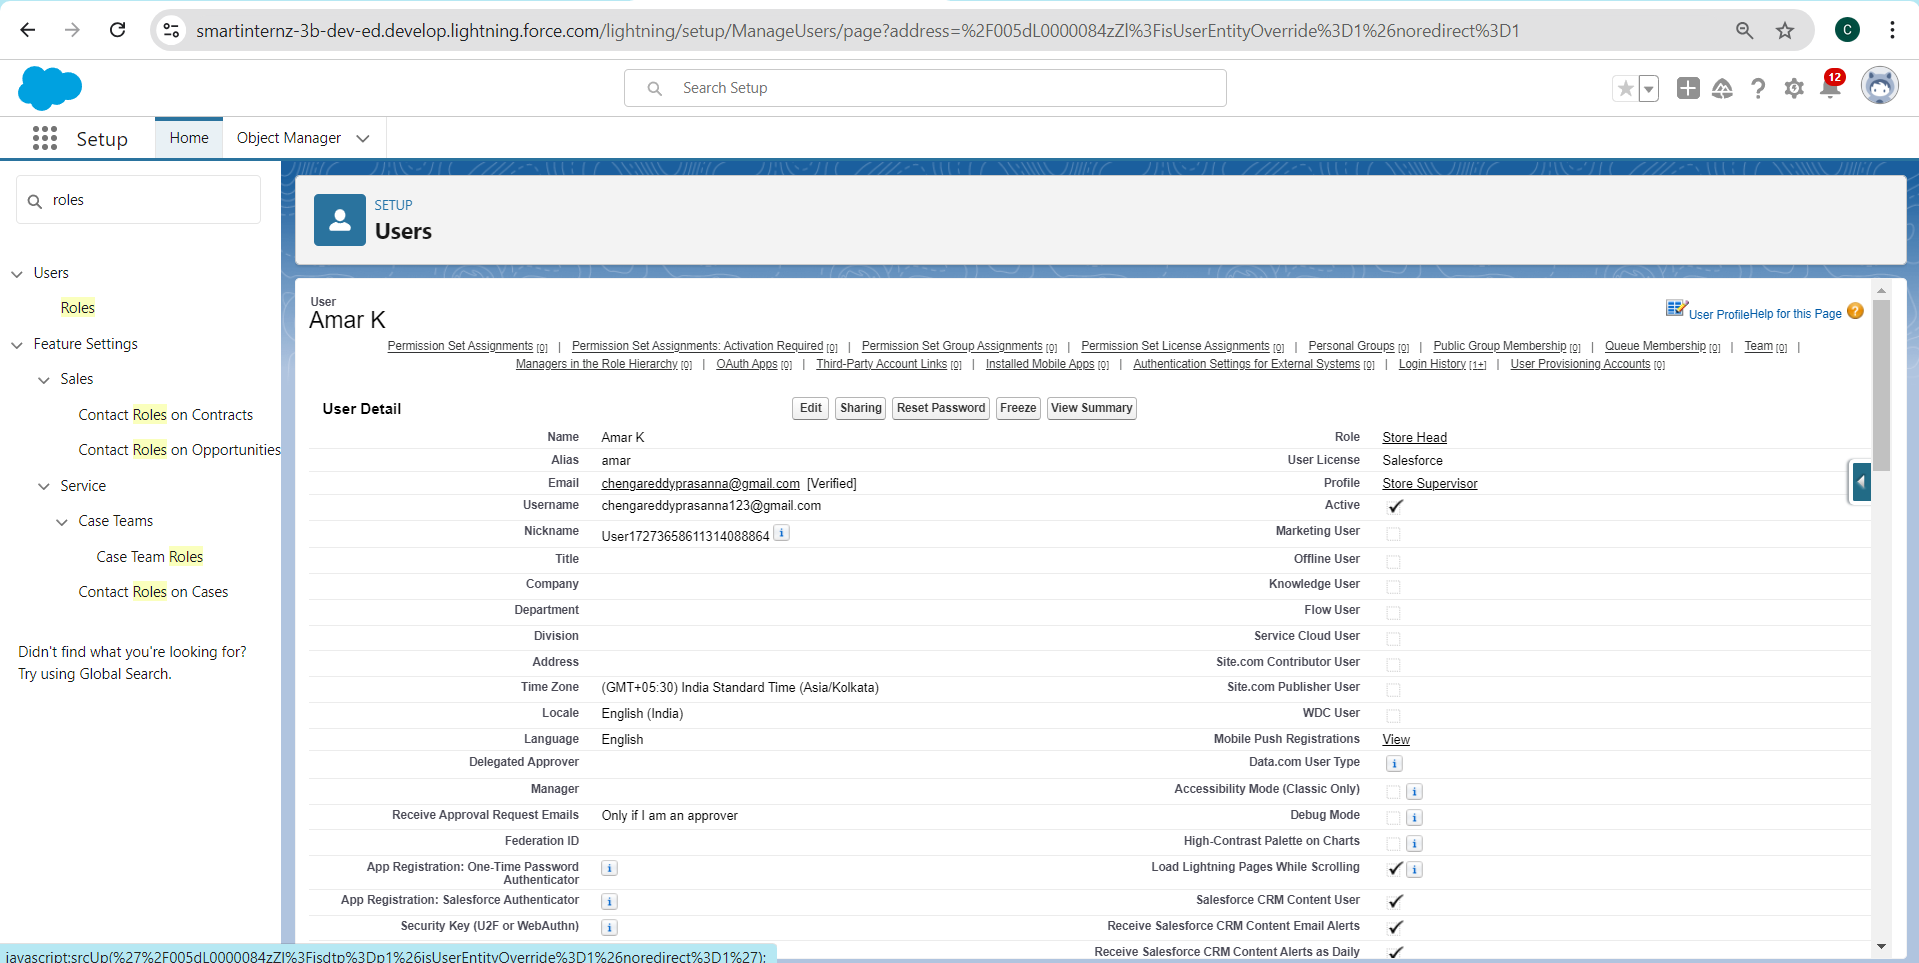 smartinternz-3b-dev-ed.develop.lightning.force.com/lightning/setup/ManageUsers/page?address=%2F005dL0000084zZl%3FisUserEntityOverride%3D1%26noredirect%3D1
C
Search Setup
12
Setup
Home
Object Manager
roles
Users
Roles
Feature Settings
Sales
Contact Roles on Contracts
Contact Roles on Opportunities
Service
Case Teams
Case Team Roles
Contact Roles on Cases
Didn't find what you're looking for?
Try using Global Search.
SETUP
Users
User
Amar K
User Profile Help for this Page ?
Permission Set Assignments [0] | Permission Set Assignments: Activation Required [0] | Permission Set Group Assignments [0] | Permission Set License Assignments [0] | Personal Groups [0] | Public Group Membership [0] | Queue Membership [0] | Team [0] |
Managers in the Role Hierarchy [0] | OAuth Apps [0] | Third-Party Account Links [0] | Installed Mobile Apps [0] | Authentication Settings for External Systems [0] | Login History [1+] | User Provisioning Accounts [0]
User Detail
Edit Sharing Reset Password Freeze View Summary
Name Amar K Role Store Head
Alias amar User License Salesforce
Email chengareddyprasanna@gmail.com [Verified] Profile Store Supervisor
Username chengareddyprasanna123@gmail.com Active
Nickname User17273658611314088864 i Marketing User
Title Offline User
Company Knowledge User
Department Flow User
Division Service Cloud User
Address Site.com Contributor User
Time Zone (GMT+05:30) India Standard Time (Asia/Kolkata) Site.com Publisher User
Locale English (India) WDC User
Language English Mobile Push Registrations View
Delegated Approver Data.com User Type i
Manager Accessibility Mode (Classic Only) i
Receive Approval Request Emails Only if I am an approver Debug Mode i
Federation ID High-Contrast Palette on Charts i
App Registration: One-Time Password Authenticator i Load Lightning Pages While Scrolling i
App Registration: Salesforce Authenticator i Salesforce CRM Content User
Security Key (U2F or WebAuthn) i Receive Salesforce CRM Content Email Alerts
Receive Salesforce CRM Content Alerts as Daily
javascript:srcUp(%27%2F005dL0000084zZl%3Fisdtp%3Dp1%26isUserEntityOverride%3D1%26noredirect%3D1%27);